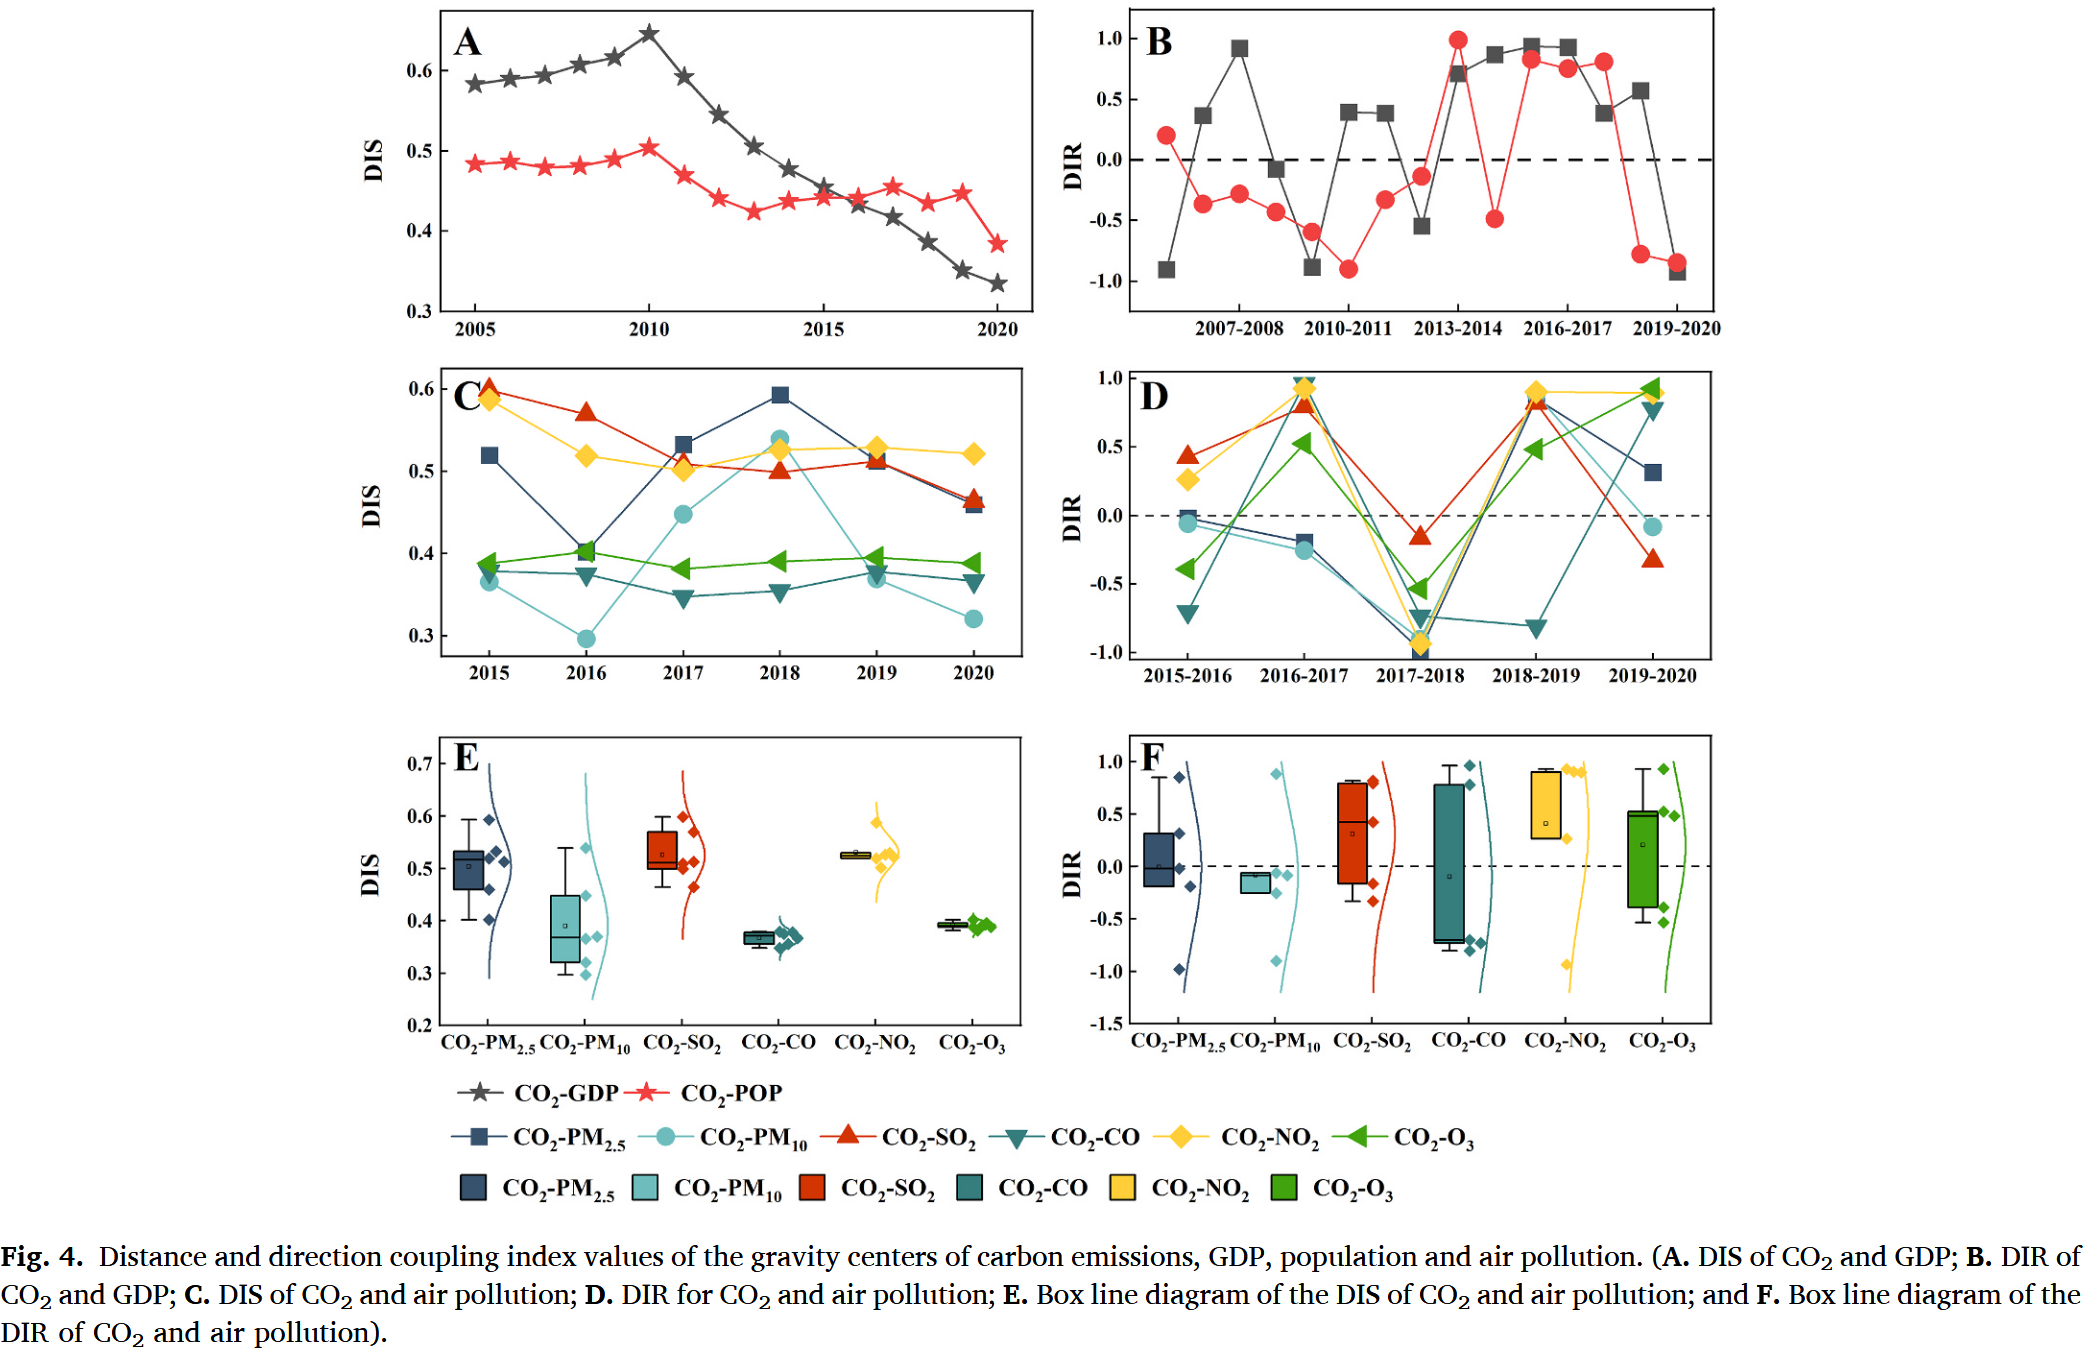 A
DIS
0.6
0.5
0.4
0.3
2005 2010 2015 2020
B
DIR
1.0
0.5
0.0
-0.5
-1.0
2007-2008 2010-2011 2013-2014 2016-2017 2019-2020
C
DIS
0.6
0.5
0.4
0.3
2015 2016 2017 2018 2019 2020
D
DIR
1.0
0.5
0.0
-0.5
-1.0
2015-2016 2016-2017 2017-2018 2018-2019 2019-2020
E
DIS
0.7
0.6
0.5
0.4
0.3
0.2
CO₂-PM₂.₅ CO₂-PM₁₀ CO₂-SO₂ CO₂-CO CO₂-NO₂ CO₂-O₃
F
DIR
1.0
0.5
0.0
-0.5
-1.0
-1.5
CO₂-PM₂.₅ CO₂-PM₁₀ CO₂-SO₂ CO₂-CO CO₂-NO₂ CO₂-O₃
CO₂-GDP CO₂-POP
CO₂-PM₂.₅ CO₂-PM₁₀ CO₂-SO₂ CO₂-CO CO₂-NO₂ CO₂-O₃
CO₂-PM₂.₅ CO₂-PM₁₀ CO₂-SO₂ CO₂-CO CO₂-NO₂ CO₂-O₃
Fig. 4. Distance and direction coupling index values of the gravity centers of carbon emissions, GDP, population and air pollution. (A. DIS of CO₂ and GDP; B. DIR of
CO₂ and GDP; C. DIS of CO₂ and air pollution; D. DIR for CO₂ and air pollution; E. Box line diagram of the DIS of CO₂ and air pollution; and F. Box line diagram of the
DIR of CO₂ and air pollution).